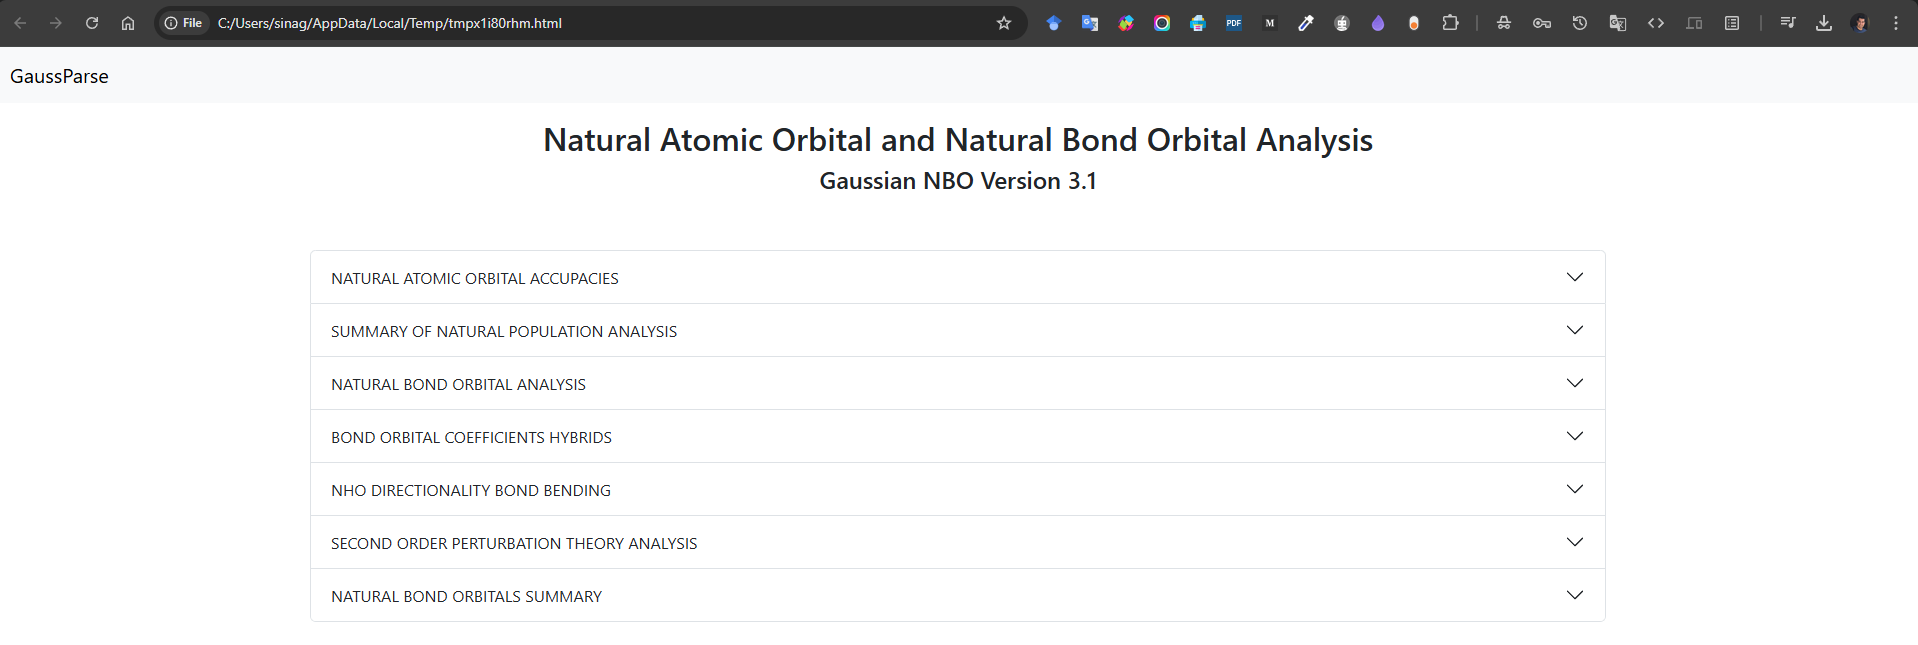 File C:/Users/sinag/AppData/Local/Temp/tmpx1i80rhm.html
PDF
M
GaussParse
Natural Atomic Orbital and Natural Bond Orbital Analysis
Gaussian NBO Version 3.1
NATURAL ATOMIC ORBITAL ACCUPACIES
SUMMARY OF NATURAL POPULATION ANALYSIS
NATURAL BOND ORBITAL ANALYSIS
BOND ORBITAL COEFFICIENTS HYBRIDS
NHO DIRECTIONALITY BOND BENDING
SECOND ORDER PERTURBATION THEORY ANALYSIS
NATURAL BOND ORBITALS SUMMARY